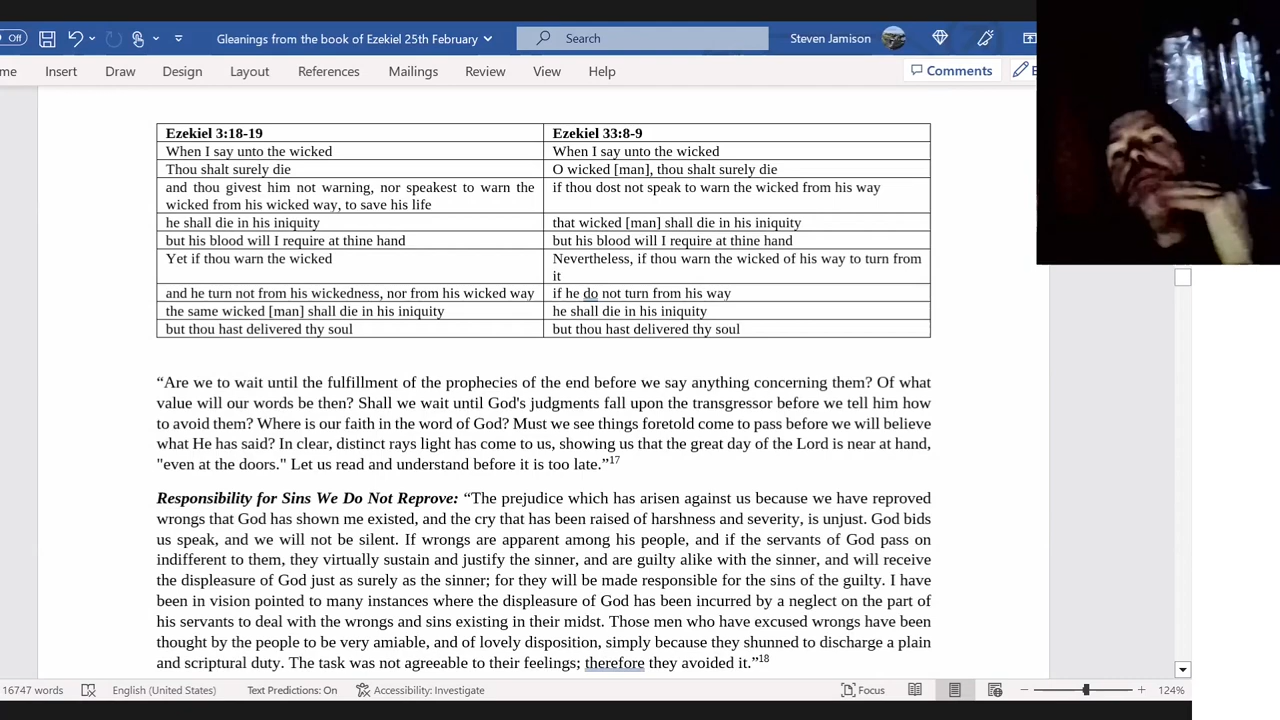 Off Gleanings from the book of Ezekiel 25th February Search Steven Jamison
me Insert Draw Design Layout References Mailings Review View Help Comments
Ezekiel 3:18-19 Ezekiel 33:8-9
When I say unto the wicked When I say unto the wicked
Thou shalt surely die O wicked [man], thou shalt surely die
and thou givest him not warning, nor speakest to warn the if thou dost not speak to warn the wicked from his way
wicked from his wicked way, to save his life
he shall die in his iniquity that wicked [man] shall die in his iniquity
but his blood will I require at thine hand but his blood will I require at thine hand
Yet if thou warn the wicked Nevertheless, if thou warn the wicked of his way to turn from
it
and he turn not from his wickedness, nor from his wicked way if he do not turn from his way
the same wicked [man] shall die in his iniquity he shall die in his iniquity
but thou hast delivered thy soul but thou hast delivered thy soul
“Are we to wait until the fulfillment of the prophecies of the end before we say anything concerning them? Of what
value will our words be then? Shall we wait until God's judgments fall upon the transgressor before we tell him how
to avoid them? Where is our faith in the word of God? Must we see things foretold come to pass before we will believe
what He has said? In clear, distinct rays light has come to us, showing us that the great day of the Lord is near at hand,
"even at the doors." Let us read and understand before it is too late.”17
Responsibility for Sins We Do Not Reprove: “The prejudice which has arisen against us because we have reproved
wrongs that God has shown me existed, and the cry that has been raised of harshness and severity, is unjust. God bids
us speak, and we will not be silent. If wrongs are apparent among his people, and if the servants of God pass on
indifferent to them, they virtually sustain and justify the sinner, and are guilty alike with the sinner, and will receive
the displeasure of God just as surely as the sinner; for they will be made responsible for the sins of the guilty. I have
been in vision pointed to many instances where the displeasure of God has been incurred by a neglect on the part of
his servants to deal with the wrongs and sins existing in their midst. Those men who have excused wrongs have been
thought by the people to be very amiable, and of lovely disposition, simply because they shunned to discharge a plain
and scriptural duty. The task was not agreeable to their feelings; therefore they avoided it.”18
16747 words English (United States) Text Predictions: On Accessibility: Investigate Focus 124%